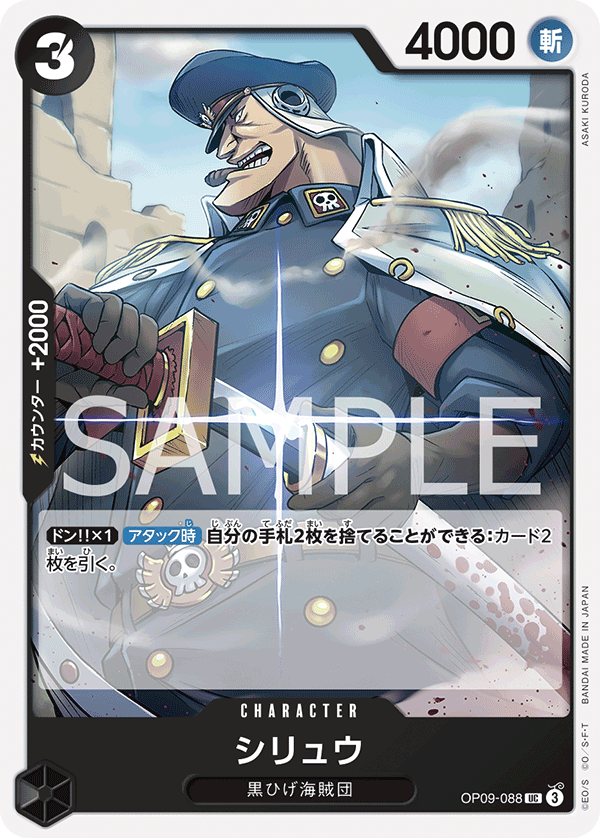 3
4000
斬
ASAKI KURODA
カウンター +2000
SAMPLE
ドン!!×1 アタック時 自分の手札2枚を捨てることができる：カード2
枚を引く。
CHARACTER
シリュウ
黒ひげ海賊団
OP09-088 UC 3
©E.O/S ©O／S・F・T BANDAI MADE IN JAPAN